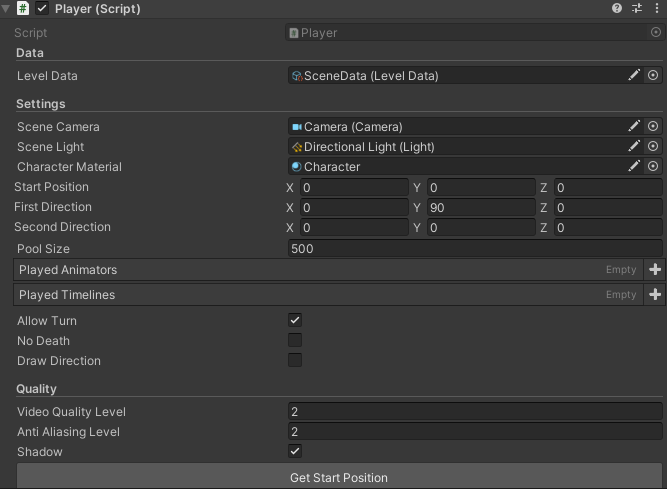 Player (Script)
Script Player
Data
Level Data SceneData (Level Data)
Settings
Scene Camera Camera (Camera)
Scene Light Directional Light (Light)
Character Material Character
Start Position X 0 Y 0 Z 0
First Direction X 0 Y 90 Z 0
Second Direction X 0 Y 0 Z 0
Pool Size 500
Played Animators Empty
Played Timelines Empty
Allow Turn
No Death
Draw Direction
Quality
Video Quality Level 2
Anti Aliasing Level 2
Shadow
Get Start Position